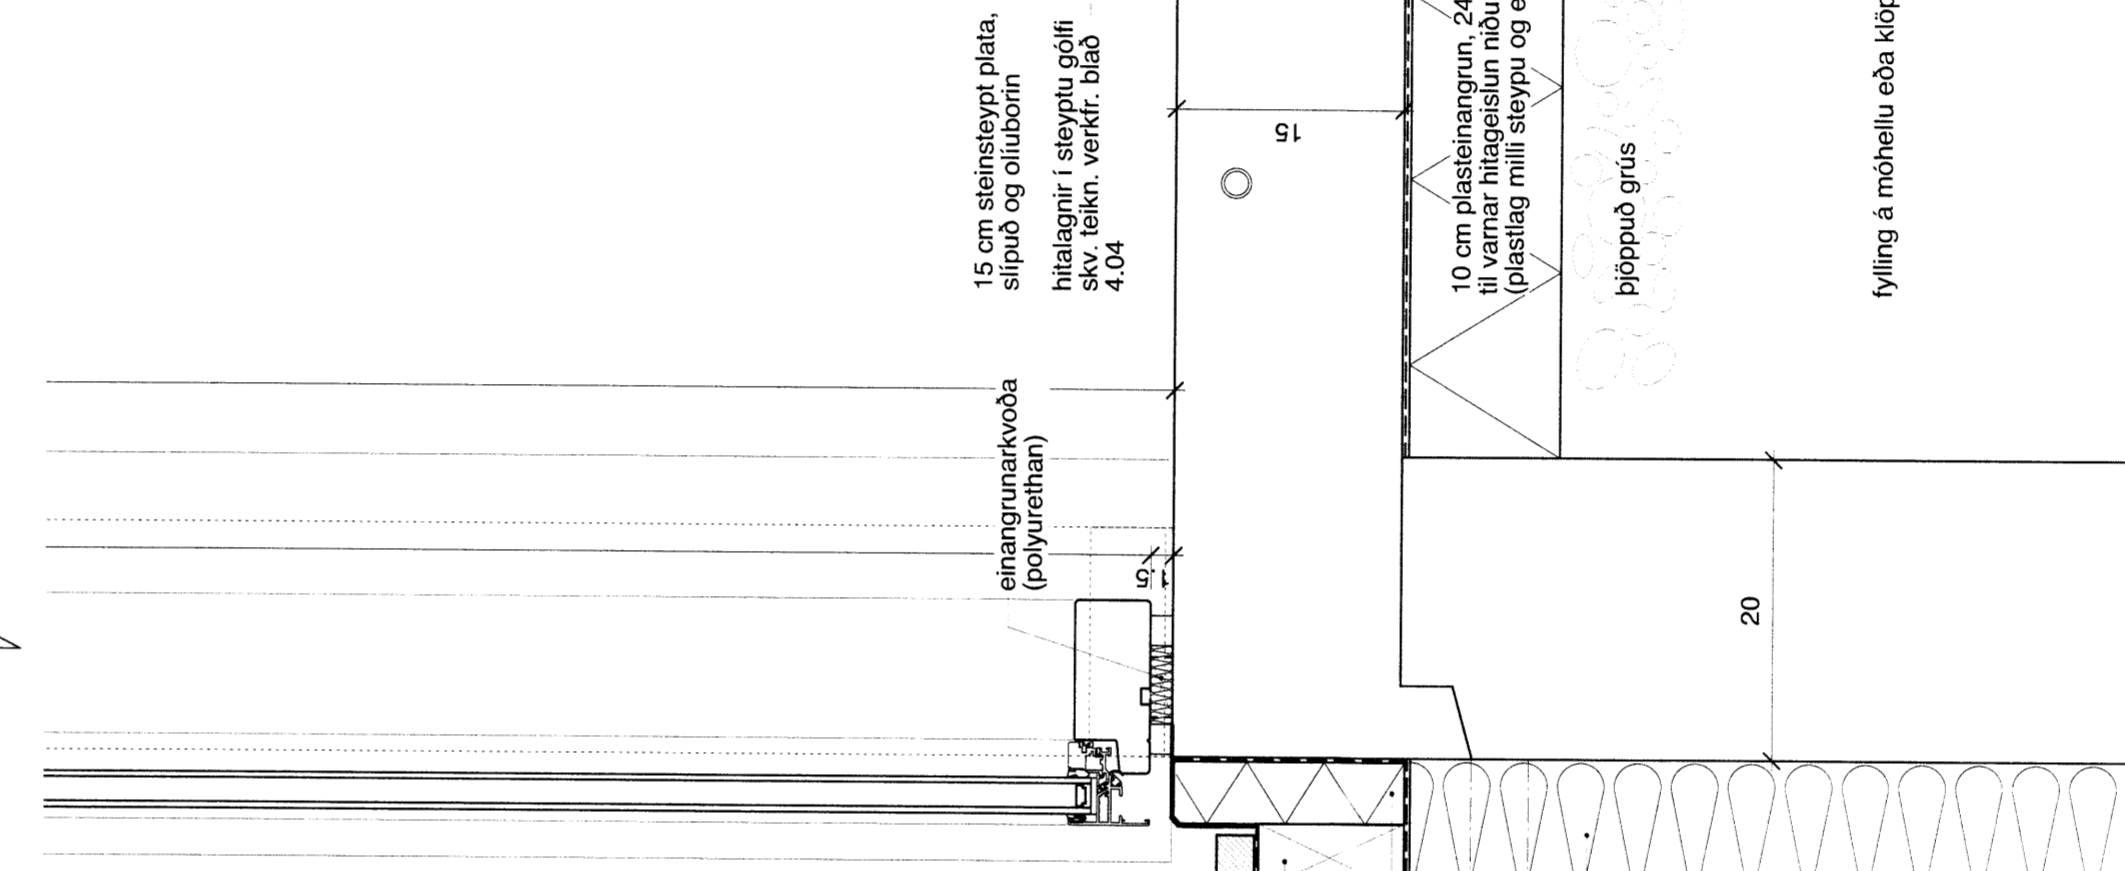 15 cm steinsteypt plata,
slípuð og olíuborin
hitalagnir í steyptu gólfi
skv. teikn. verkfr. blað
4.04
einangrunarkvoða
(polyurethan)
15
10 cm plasteinangrun, 24
til varnar hitageislun niðu
(plastlag milli steypu og e
þjöppuð grús
fylling á móhellu eða klöp
20